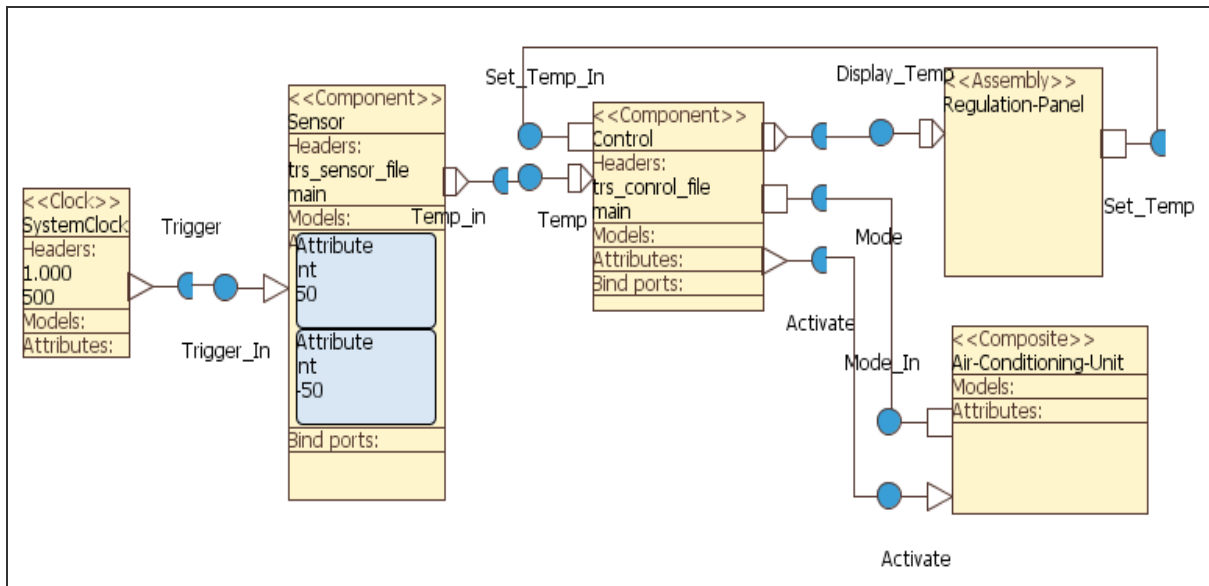 <<Clock>>
SystemClock
Headers:
1.000
500
Models:
Attributes:
Trigger
Trigger_In
<<Component>>
Sensor
Headers:
trs_sensor_file
main
Models:
A
Attribute
int
50
Attribute
int
-50
Bind ports:
Temp_in
Temp
Set_Temp_In
<<Component>>
Control
Headers:
trs_conrol_file
main
Models:
Attributes:
Bind ports:
Display_Temp
Mode
Activate
<<Assembly>>
Regulation-Panel
Set_Temp
Mode_In
<<Composite>>
Air-Conditioning-Unit
Models:
Attributes:
Activate